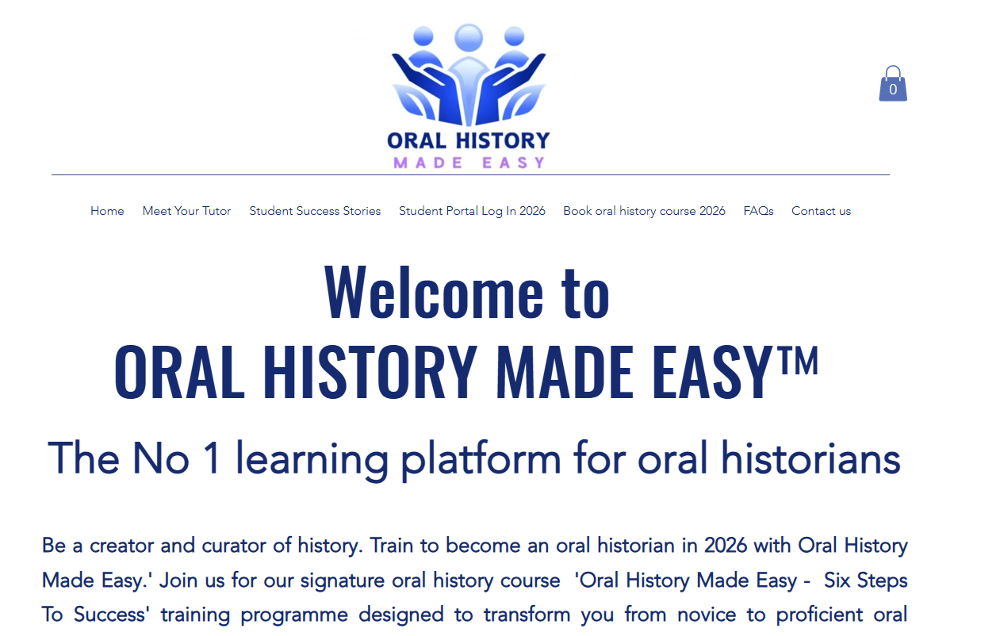 ORAL HISTORY
MADE EASY
0
Home Meet Your Tutor Student Success Stories Student Portal Log In 2026 Book oral history course 2026 FAQs Contact us
Welcome to
ORAL HISTORY MADE EASY™
The No 1 learning platform for oral historians
Be a creator and curator of history. Train to become an oral historian in 2026 with Oral History
Made Easy.' Join us for our signature oral history course 'Oral History Made Easy - Six Steps
To Success' training programme designed to transform you from novice to proficient oral